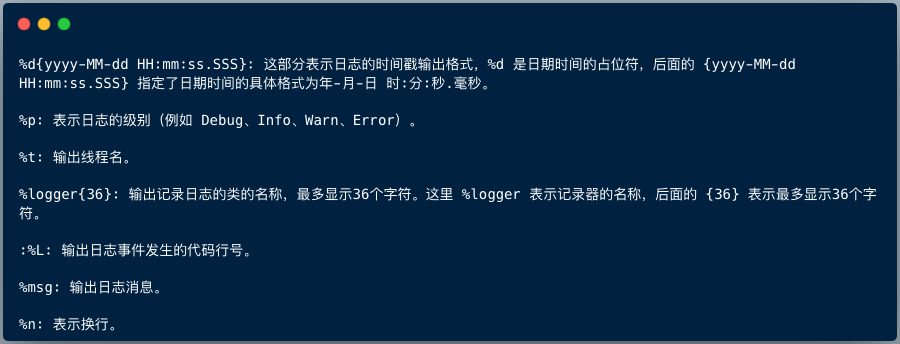 %d{yyyy-MM-dd HH:mm:ss.SSS}: 这部分表示日志的时间戳输出格式，%d 是日期时间的占位符，后面的 {yyyy-MM-dd
HH:mm:ss.SSS} 指定了日期时间的具体格式为年-月-日 时:分:秒.毫秒。
%p: 表示日志的级别（例如 Debug、Info、Warn、Error）。
%t: 输出线程名。
%logger{36}: 输出记录日志的类的名称，最多显示36个字符。这里 %logger 表示记录器的名称，后面的 {36} 表示最多显示36个字
符。
:%L: 输出日志事件发生的代码行号。
%msg: 输出日志消息。
%n: 表示换行。